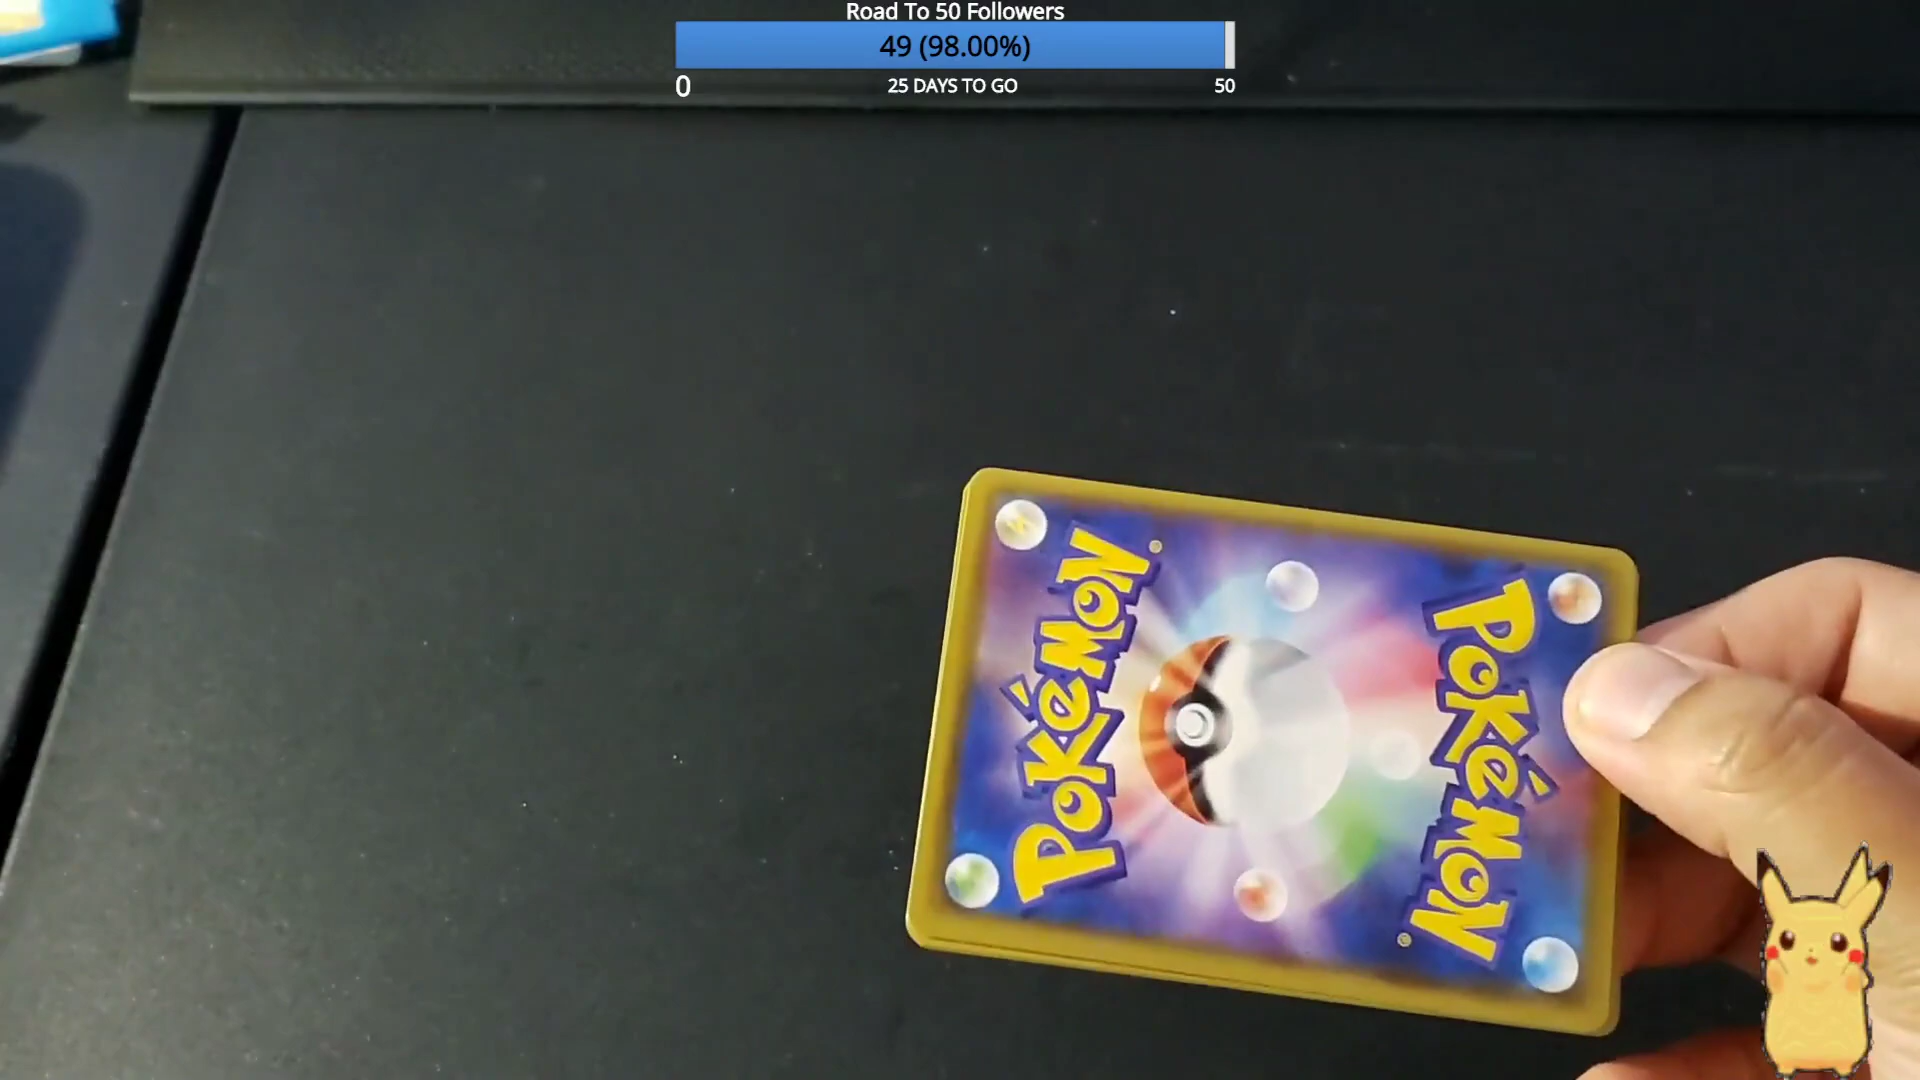 Road To 50 Followers
49 (98.00%)
0
25 DAYS TO GO
50
POKéMON
POKéMON